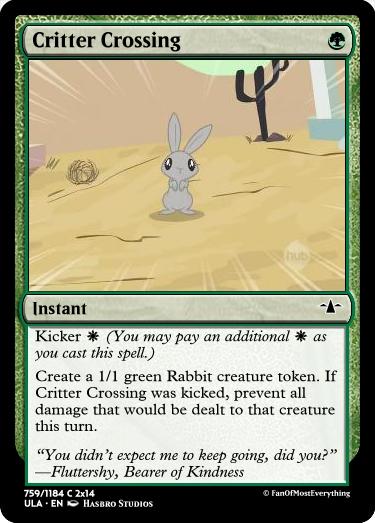 Critter Crossing
hub
Instant
Kicker (You may pay an additional as
you cast this spell.)
Create a 1/1 green Rabbit creature token. If
Critter Crossing was kicked, prevent all
damage that would be dealt to that creature
this turn.
“You didn’t expect me to keep going, did you?”
—Fluttershy, Bearer of Kindness
759/1184 C 2x14
ULA • EN Hasbro Studios
© FanOfMostEverything